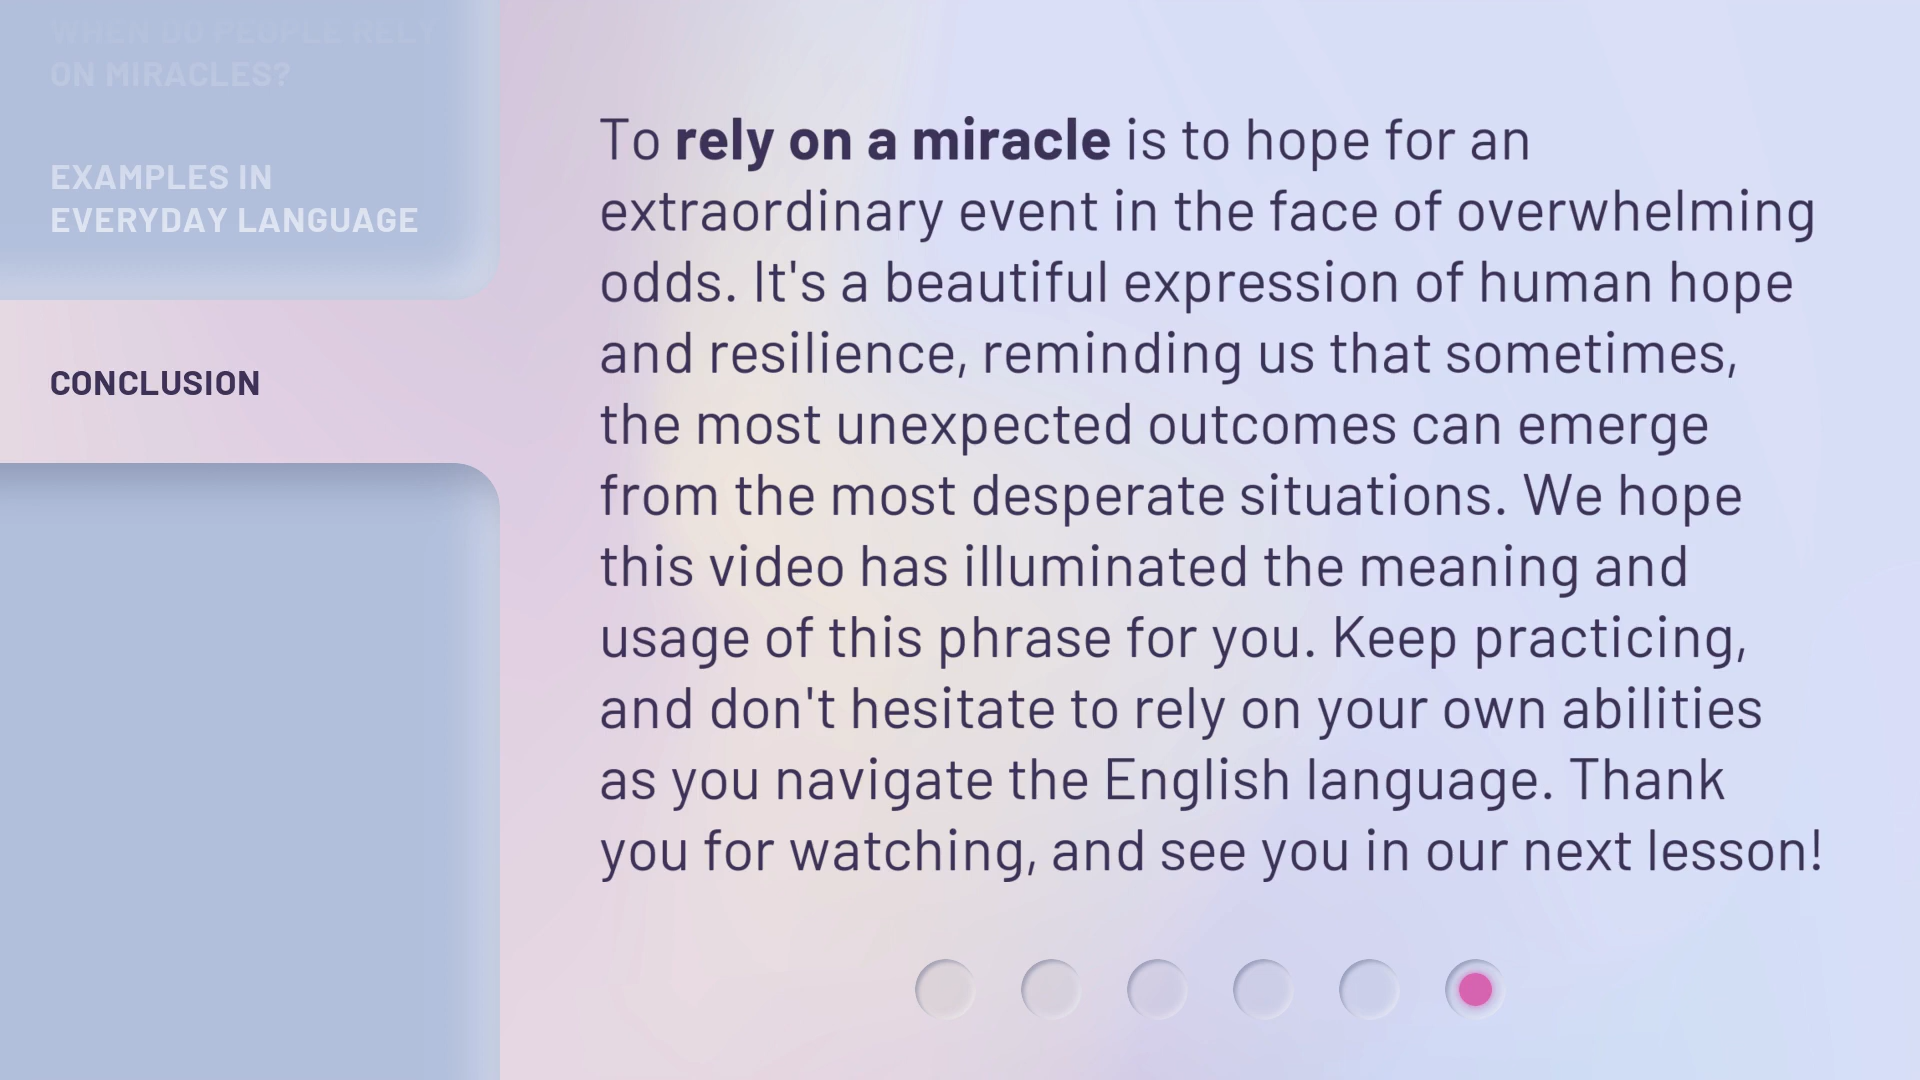 WHEN DO PEOPLE RELY
ON MIRACLES?
EXAMPLES IN
EVERYDAY LANGUAGE
CONCLUSION
To rely on a miracle is to hope for an
extraordinary event in the face of overwhelming
odds. It's a beautiful expression of human hope
and resilience, reminding us that sometimes,
the most unexpected outcomes can emerge
from the most desperate situations. We hope
this video has illuminated the meaning and
usage of this phrase for you. Keep practicing,
and don't hesitate to rely on your own abilities
as you navigate the English language. Thank
you for watching, and see you in our next lesson!